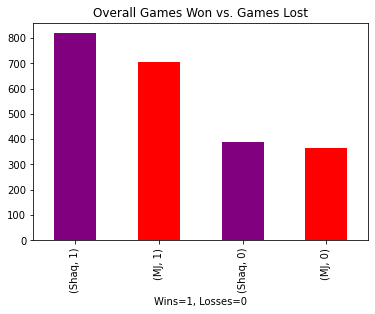 Overall Games Won vs. Games Lost
800
700
600
500
400
300
200
100
0
(Shaq, 1)
(MJ, 1)
(Shaq, 0)
(MJ, 0)
Wins=1, Losses=0